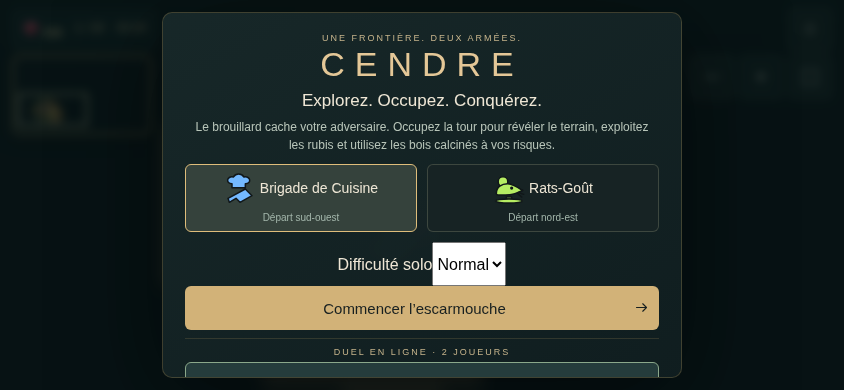 UNE FRONTIÈRE. DEUX ARMÉES.
CENDRE
Explorez. Occupez. Conquérez.
Le brouillard cache votre adversaire. Occupez la tour pour révéler le terrain, exploitez
les rubis et utilisez les bois calcinés à vos risques.
Brigade de Cuisine
Départ sud-ouest
Rats-Goût
Départ nord-est
Difficulté solo Normal
Commencer l’escarmouche →
DUEL EN LIGNE · 2 JOUEURS